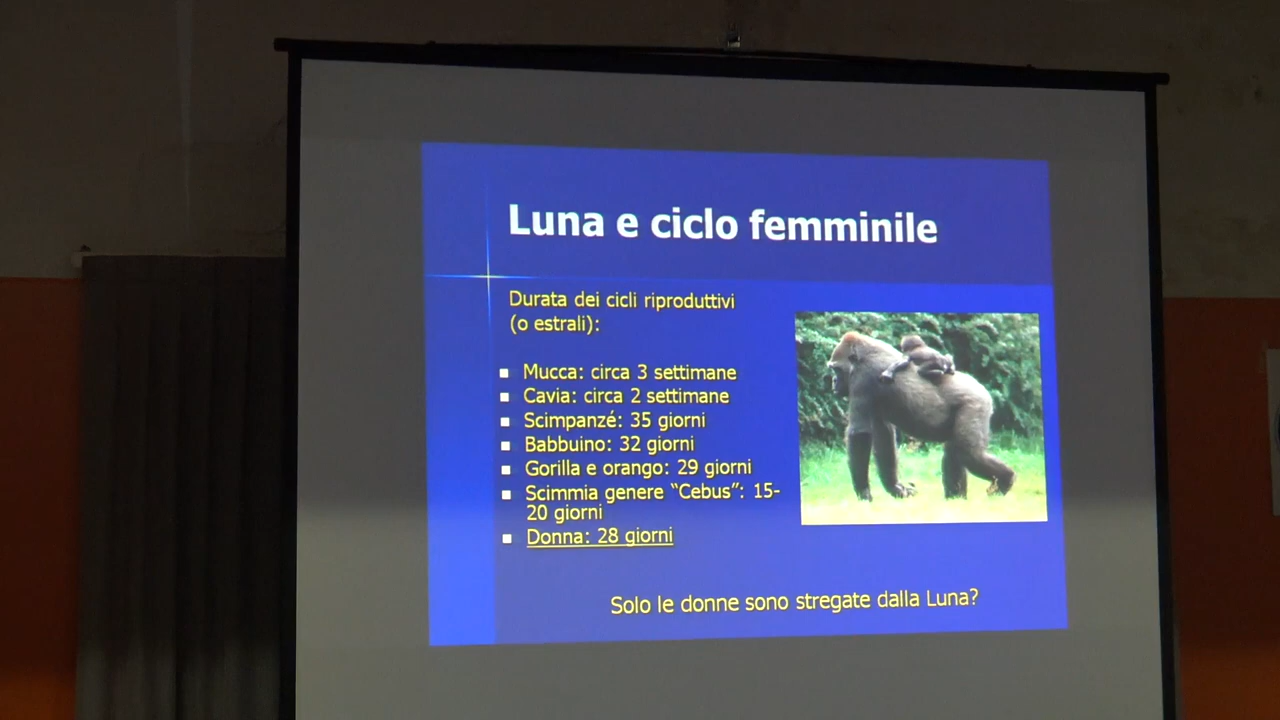 Luna e ciclo femminile
Durata dei cicli riproduttivi
(o estrali):
Mucca: circa 3 settimane
Cavia: circa 2 settimane
Scimpanzé: 35 giorni
Babbuino: 32 giorni
Gorilla e orango: 29 giorni
Scimmia genere “Cebus”: 15-
20 giorni
Donna: 28 giorni
Solo le donne sono stregate dalla Luna?